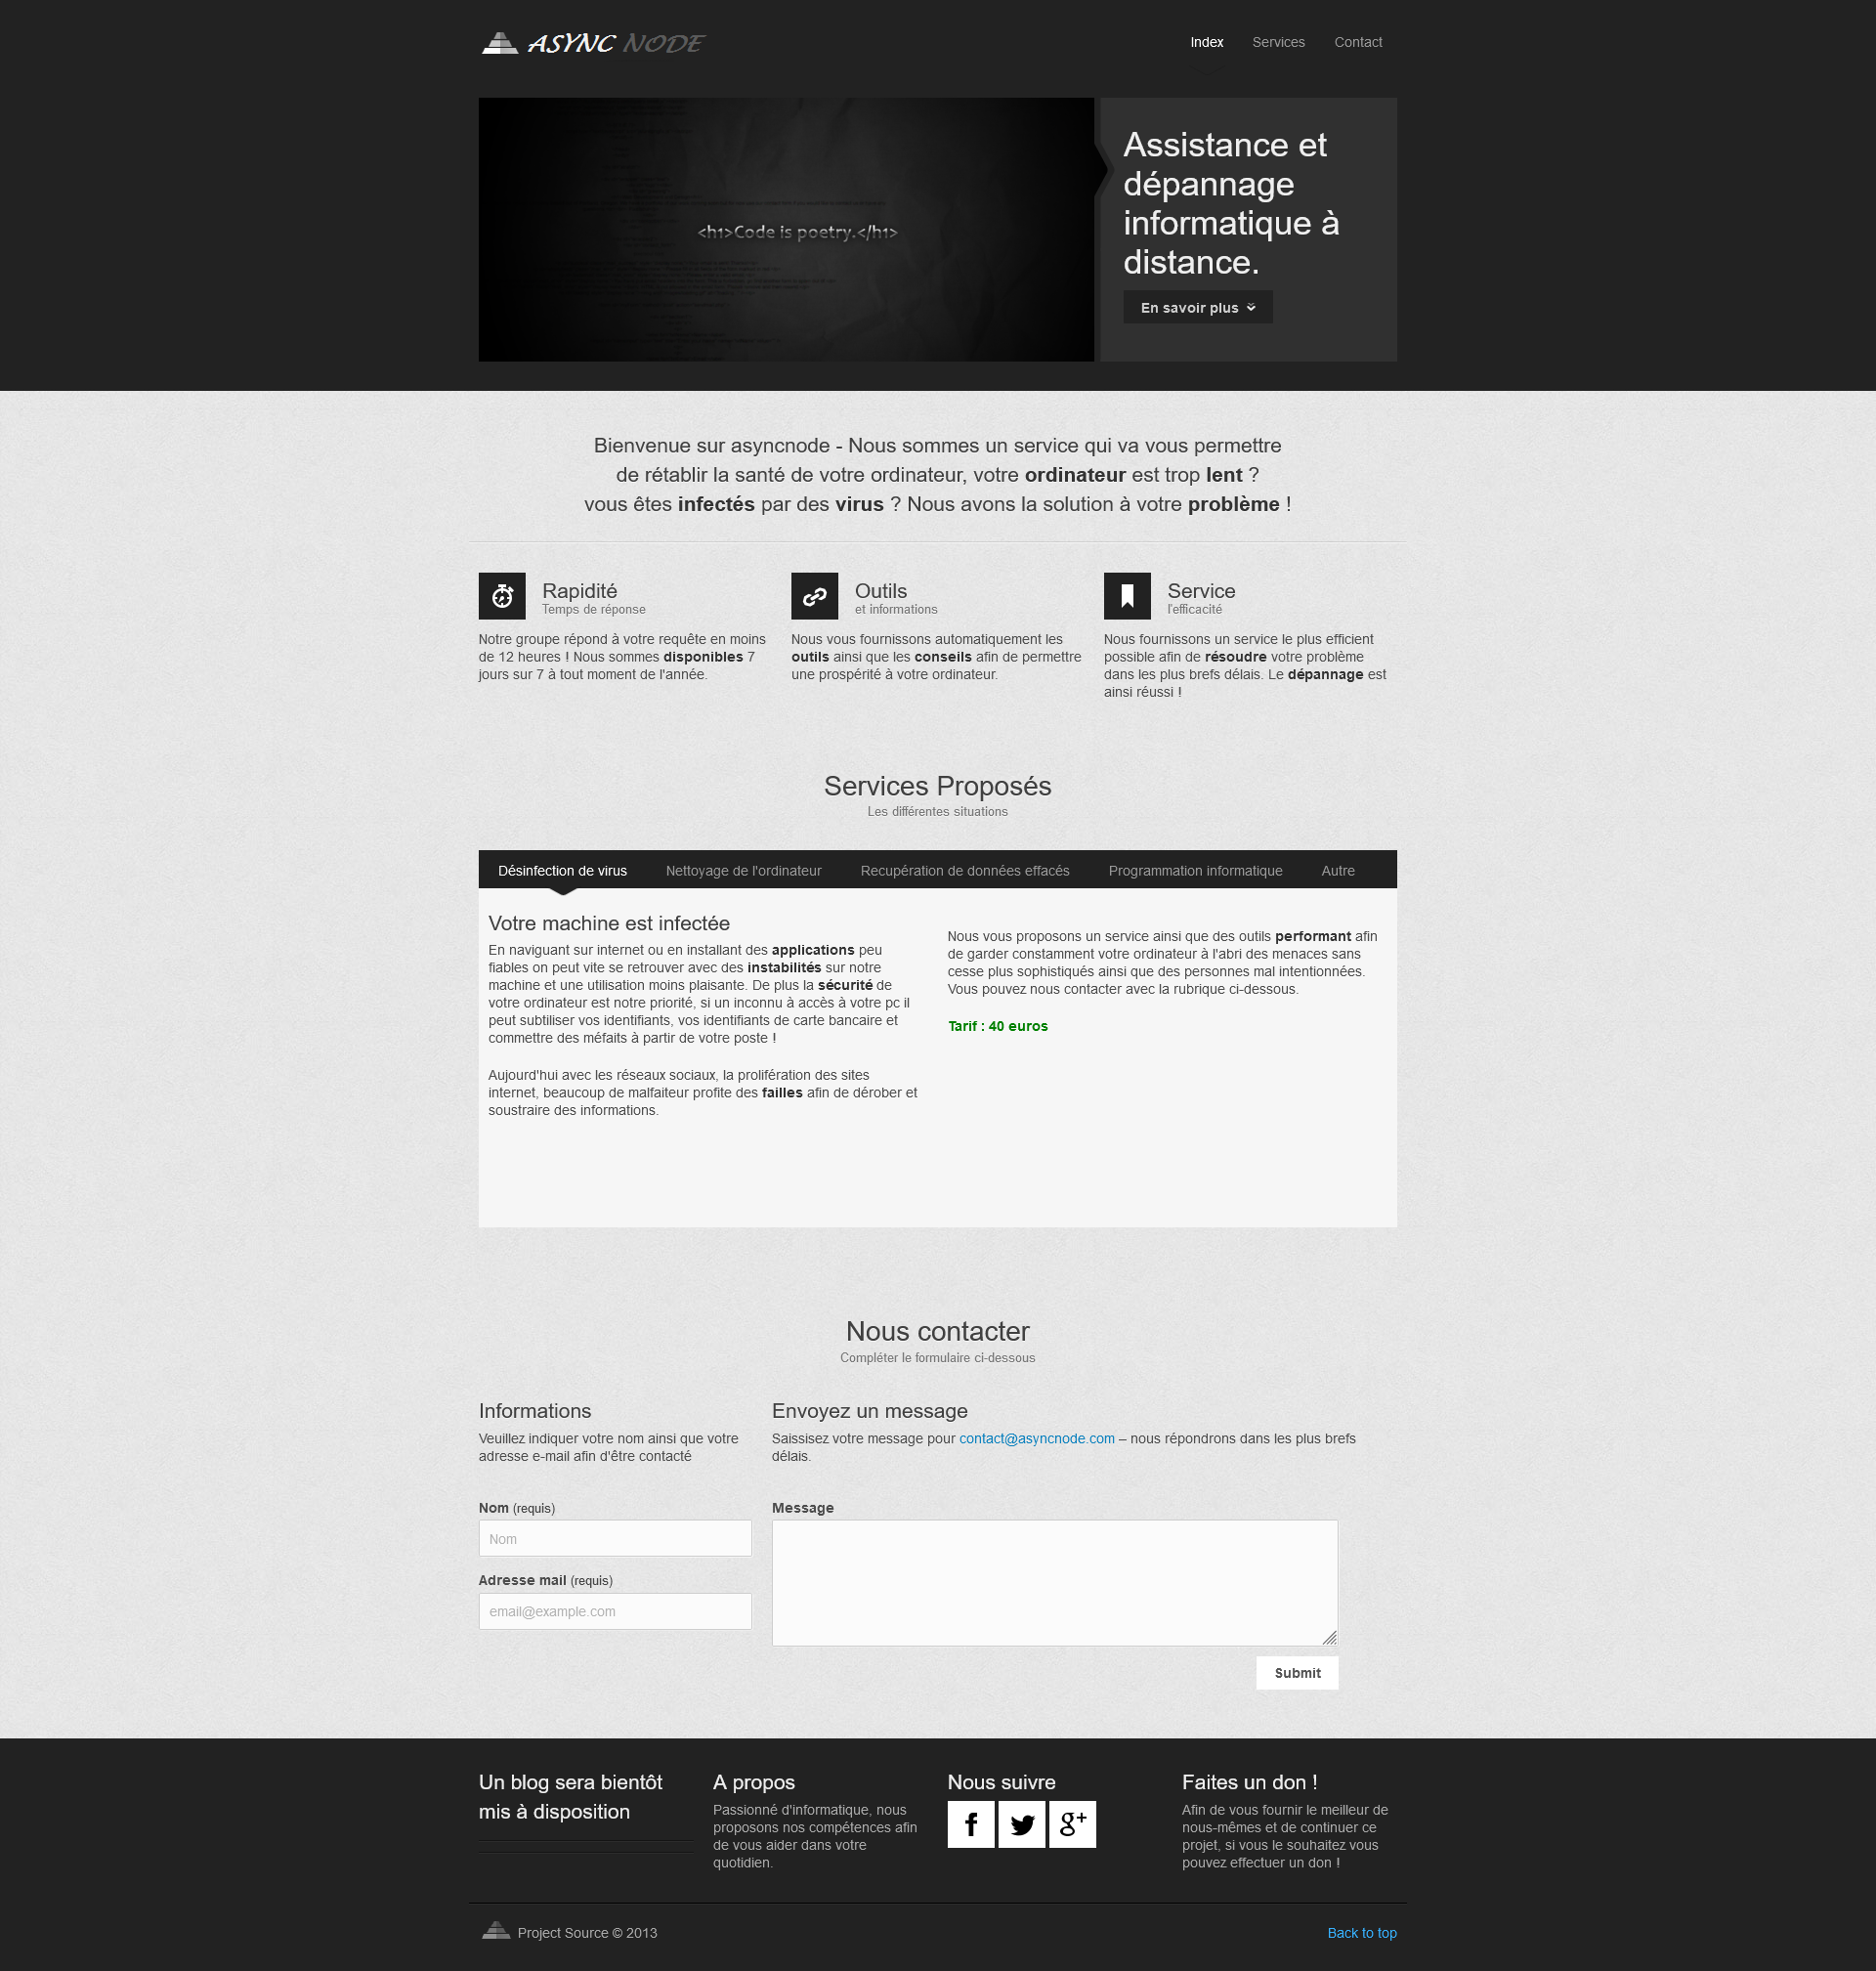 ASYNC NODE
Index
Services
Contact
<h1>Code is poetry.</h1>
Assistance et
dépannage
informatique à
distance.
En savoir plus
Bienvenue sur asyncnode - Nous sommes un service qui va vous permettre
de rétablir la santé de votre ordinateur, votre ordinateur est trop lent ?
vous êtes infectés par des virus ? Nous avons la solution à votre problème !
Rapidité
Temps de réponse
Notre groupe répond à votre requête en moins
de 12 heures ! Nous sommes disponibles 7
jours sur 7 à tout moment de l'année.
Outils
et informations
Nous vous fournissons automatiquement les
outils ainsi que les conseils afin de permettre
une prospérité à votre ordinateur.
Service
l'efficacité
Nous fournissons un service le plus efficient
possible afin de résoudre votre problème
dans les plus brefs délais. Le dépannage est
ainsi réussi !
Services Proposés
Les différentes situations
Désinfection de virus
Nettoyage de l'ordinateur
Recupération de données effacés
Programmation informatique
Autre
Votre machine est infectée
En naviguant sur internet ou en installant des applications peu
fiables on peut vite se retrouver avec des instabilités sur notre
machine et une utilisation moins plaisante. De plus la sécurité de
votre ordinateur est notre priorité, si un inconnu à accès à votre pc il
peut subtiliser vos identifiants, vos identifiants de carte bancaire et
commettre des méfaits à partir de votre poste !
Aujourd'hui avec les réseaux sociaux, la prolifération des sites
internet, beaucoup de malfaiteur profite des failles afin de dérober et
soustraire des informations.
Nous vous proposons un service ainsi que des outils performant afin
de garder constamment votre ordinateur à l'abri des menaces sans
cesse plus sophistiqués ainsi que des personnes mal intentionnées.
Vous pouvez nous contacter avec la rubrique ci-dessous.
Tarif : 40 euros
Nous contacter
Compléter le formulaire ci-dessous
Informations
Veuillez indiquer votre nom ainsi que votre
adresse e-mail afin d'être contacté
Nom (requis)
Nom
Adresse mail (requis)
email@example.com
Envoyez un message
Saissisez votre message pour contact@asyncnode.com – nous répondrons dans les plus brefs
délais.
Message
Submit
Un blog sera bientôt
mis à disposition
A propos
Passionné d'informatique, nous
proposons nos compétences afin
de vous aider dans votre
quotidien.
Nous suivre
Faites un don !
Afin de vous fournir le meilleur de
nous-mêmes et de continuer ce
projet, si vous le souhaitez vous
pouvez effectuer un don !
Project Source © 2013
Back to top